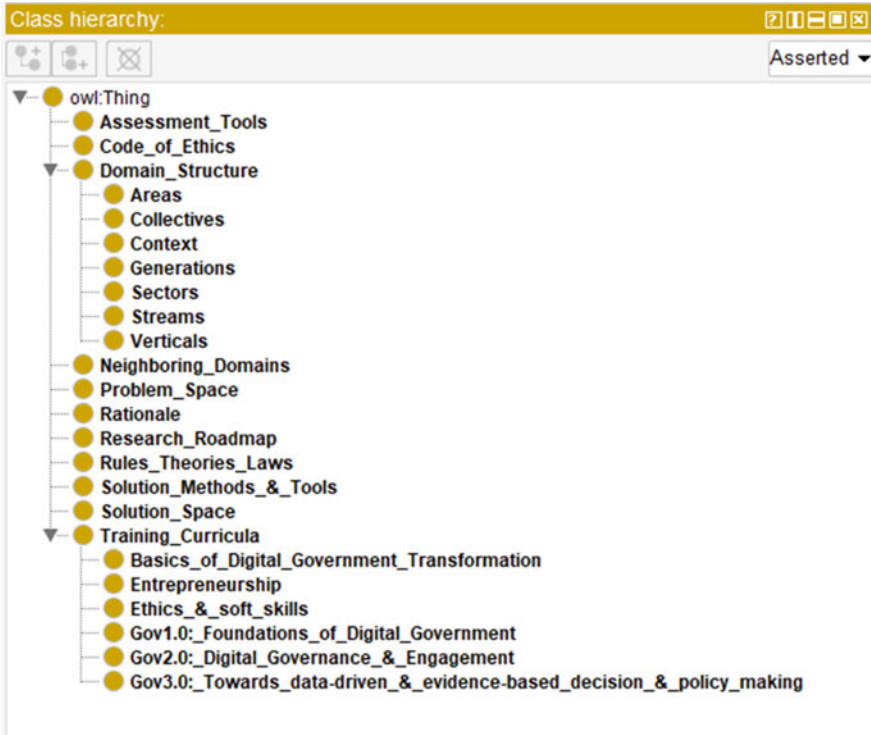 Class hierarchy:
Asserted
owl:Thing
Assessment_Tools
Code_of_Ethics
Domain_Structure
Areas
Collectives
Context
Generations
Sectors
Streams
Verticals
Neighboring_Domains
Problem_Space
Rationale
Research_Roadmap
Rules_Theories_Laws
Solution_Methods_&_Tools
Solution_Space
Training_Curricula
Basics_of_Digital_Government_Transformation
Entrepreneurship
Ethics_&_soft_skills
Gov1.0:_Foundations_of_Digital_Government
Gov2.0:_Digital_Governance_&_Engagement
Gov3.0:_Towards_data-driven_&_evidence-based_decision_&_policy_making